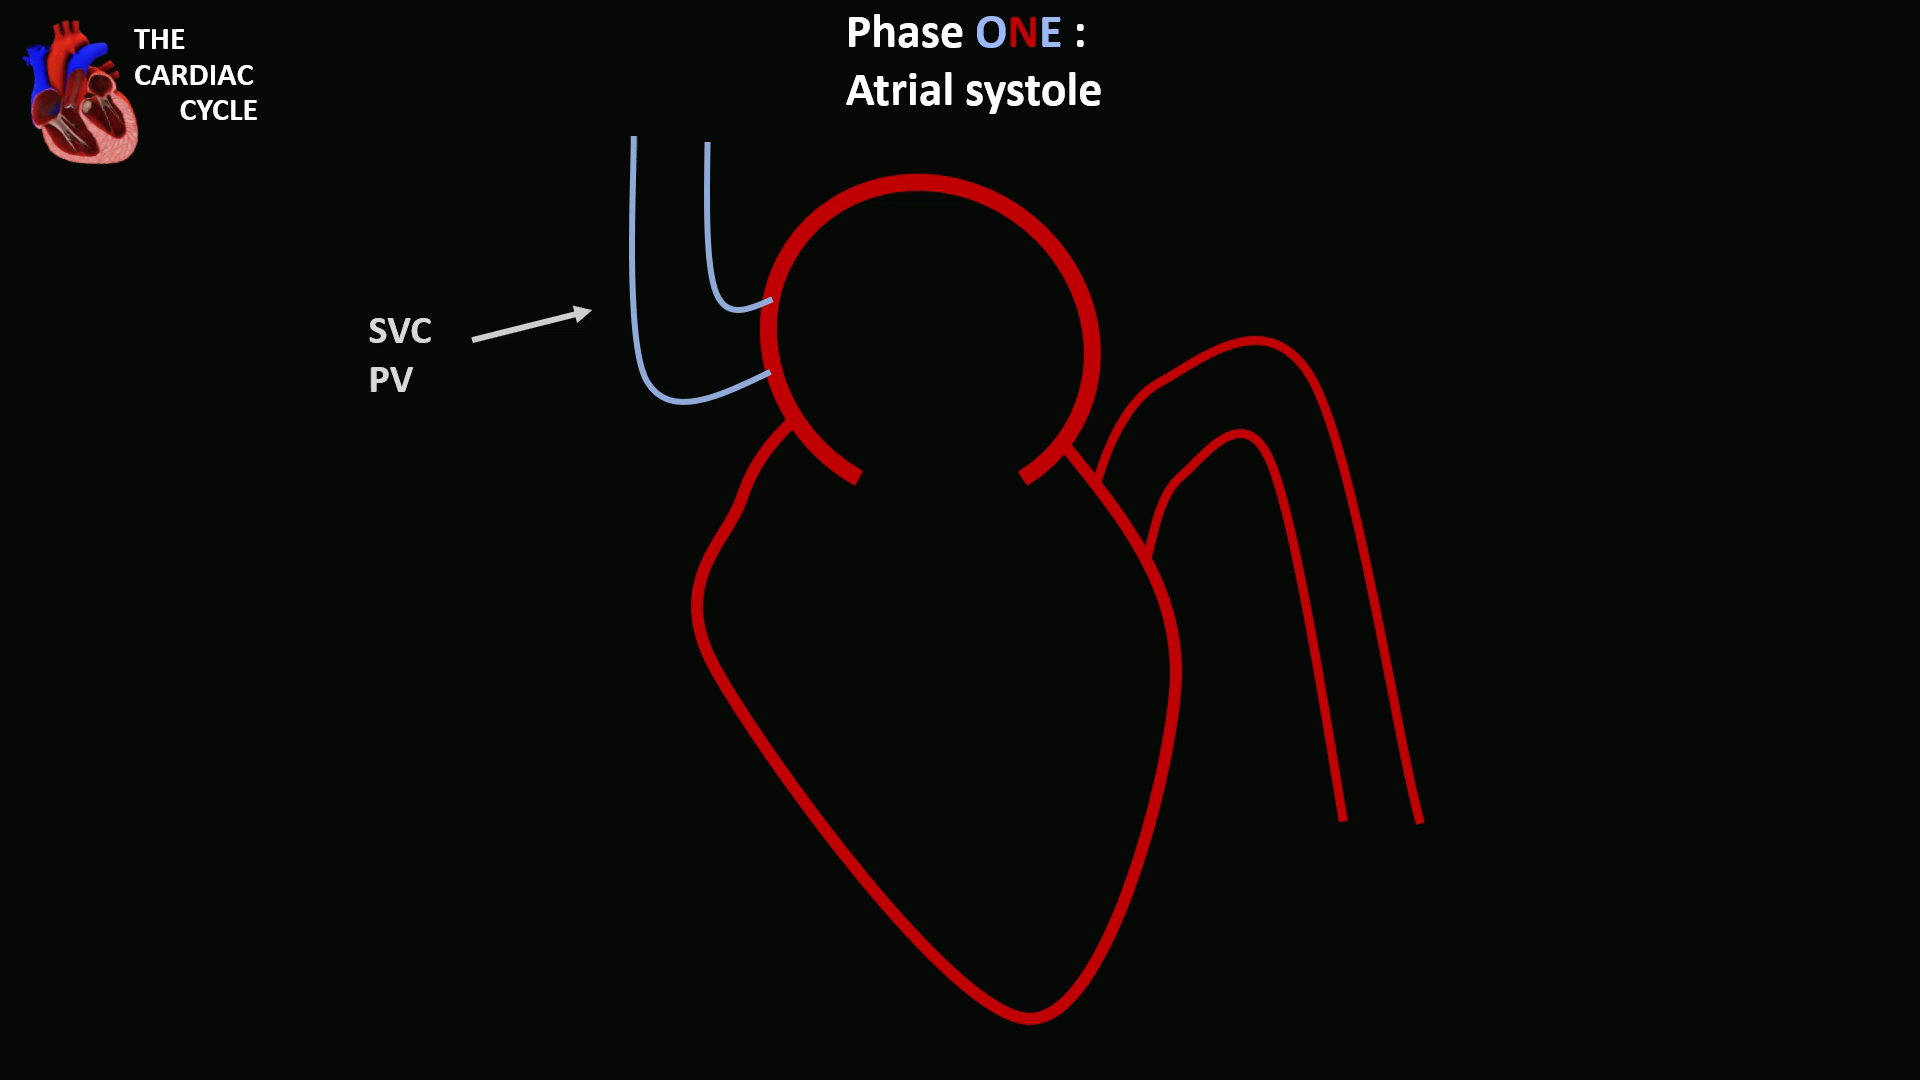 THE
CARDIAC
CYCLE
Phase ONE :
Atrial systole
SVC
PV